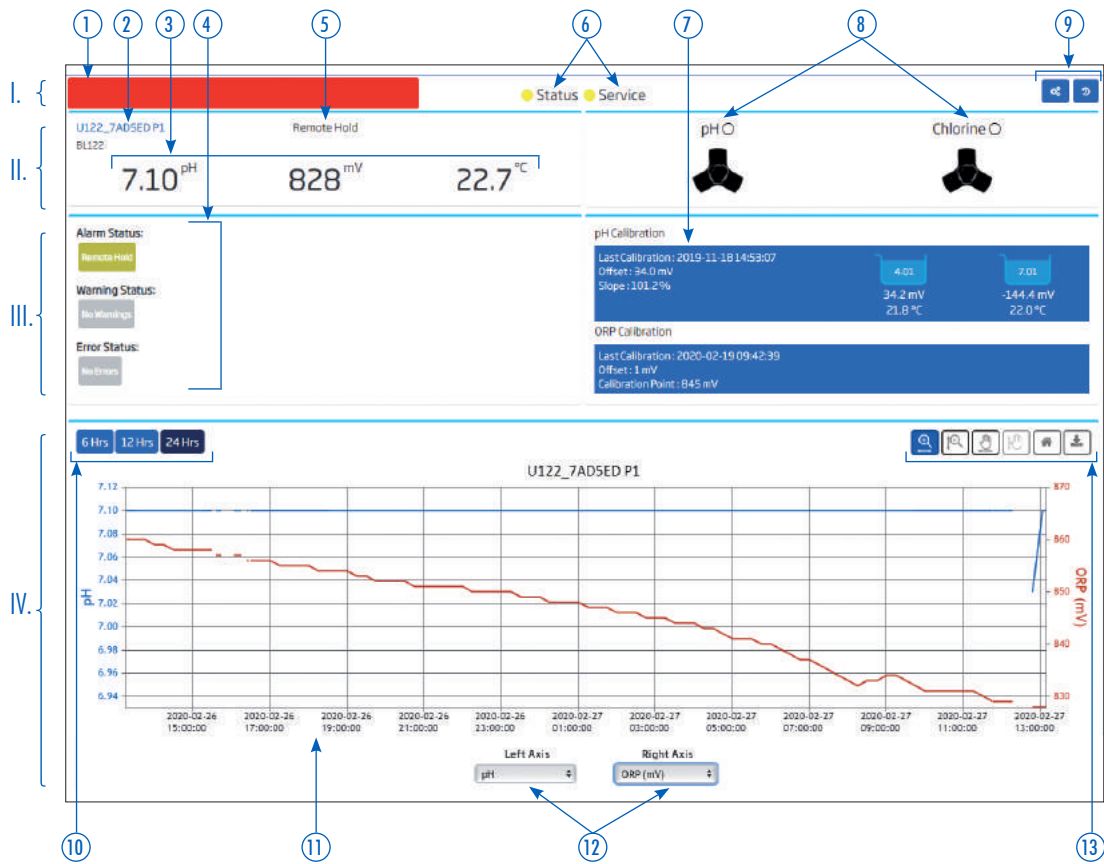 1 2 3 4 5 6 7 8 9
I.
Status Service
II.
U122_7AD5ED P1 Remote Hold
BL122
pH Chlorine
7.10 pH 828 mV 22.7 °C
III.
Alarm Status:
Remote Hold
Warning Status:
No Warnings
Error Status:
No Errors
pH Calibration
Last Calibration : 2019-11-18 14:53:07
Offset : 34.0 mV
Slope : 101.2 %
4.01 7.01
34.2 mV -144.4 mV
21.8 °C 22.0 °C
ORP Calibration
Last Calibration : 2020-02-19 09:42:39
Offset : 1 mV
Calibration Point : 845 mV
IV.
6 Hrs 12 Hrs 24 Hrs
U122_7AD5ED P1
7.12
7.10
7.08
7.06
7.04
7.02
7.00
6.98
6.96
6.94
pH
870
860
850
840
830
ORP (mV)
2020-02-26 2020-02-26 2020-02-26 2020-02-26 2020-02-26 2020-02-27 2020-02-27 2020-02-27 2020-02-27 2020-02-27 2020-02-27 2020-02-27
15:00:00 17:00:00 19:00:00 21:00:00 23:00:00 01:00:00 03:00:00 05:00:00 07:00:00 09:00:00 11:00:00 13:00:00
Left Axis Right Axis
pH ORP (mV)
10 11 12 13